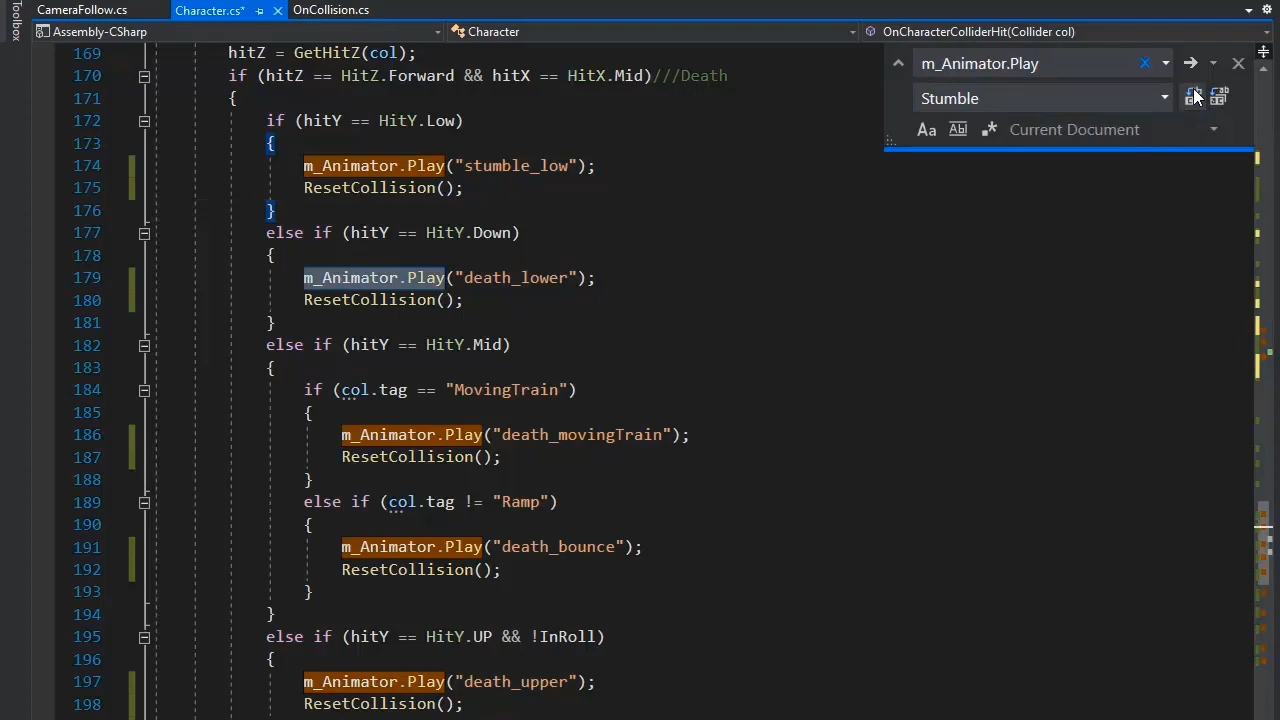 CameraFollow.cs
Character.cs*
OnCollision.cs
Toolbox
Assembly-CSharp
Character
OnCharacterColliderHit(Collider col)
m_Animator.Play
Stumble
Aa
Abl
Current Document
169 hitZ = GetHitZ(col);
170 if (hitZ == HitZ.Forward && hitX == HitX.Mid)///Death
171 {
172 if (hitY == HitY.Low)
173 {
174 m_Animator.Play("stumble_low");
175 ResetCollision();
176 }
177 else if (hitY == HitY.Down)
178 {
179 m_Animator.Play("death_lower");
180 ResetCollision();
181 }
182 else if (hitY == HitY.Mid)
183 {
184 if (col.tag == "MovingTrain")
185 {
186 m_Animator.Play("death_movingTrain");
187 ResetCollision();
188 }
189 else if (col.tag != "Ramp")
190 {
191 m_Animator.Play("death_bounce");
192 ResetCollision();
193 }
194 }
195 else if (hitY == HitY.UP && !InRoll)
196 {
197 m_Animator.Play("death_upper");
198 ResetCollision();